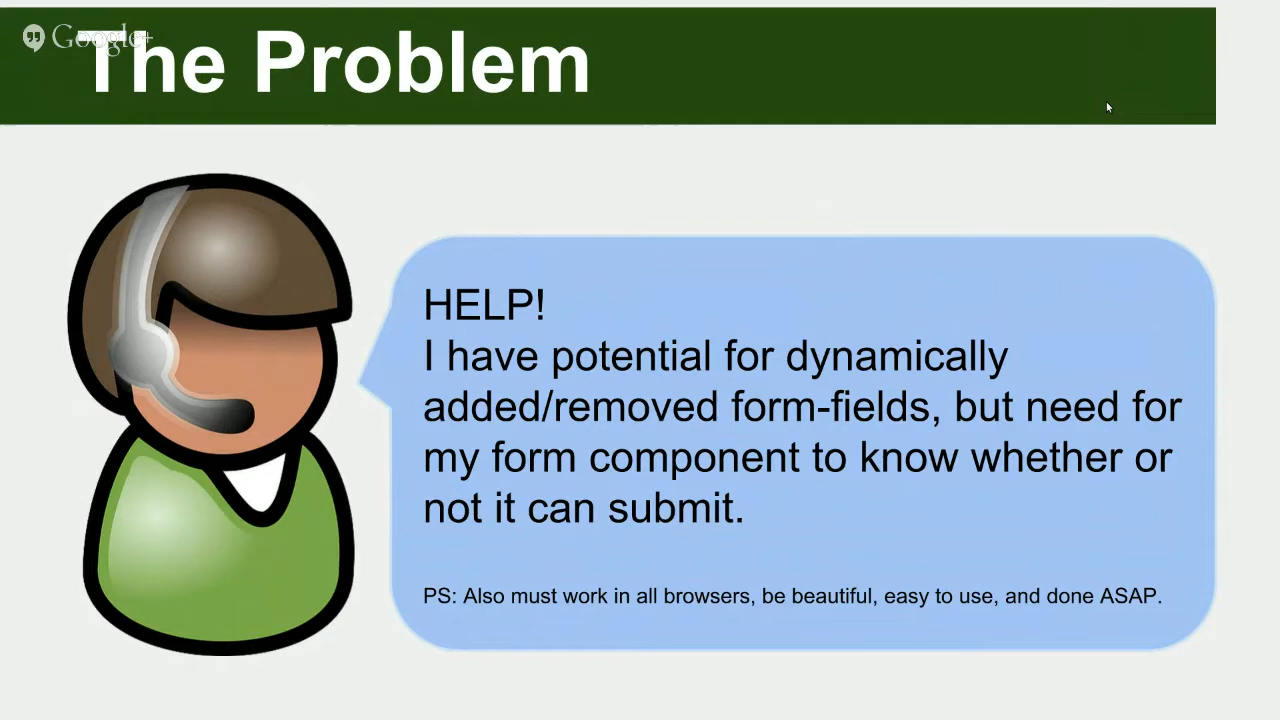 Google+
The Problem
HELP!
I have potential for dynamically
added/removed form-fields, but need for
my form component to know whether or
not it can submit.
PS: Also must work in all browsers, be beautiful, easy to use, and done ASAP.